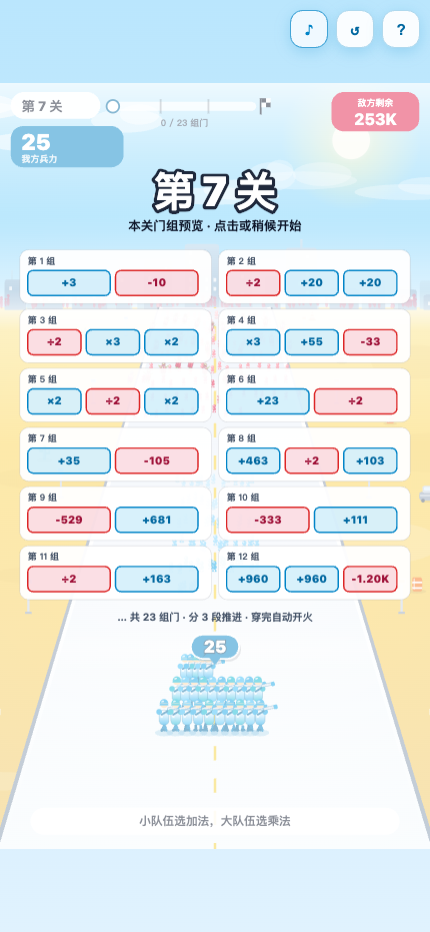 ♪ ↺ ?
第 7 关
0 / 23 组门
敌方剩余
253K
25
我方兵力
第7关
本关门组预览 · 点击或稍候开始
第 1 组
+3 -10
第 2 组
÷2 +20 +20
第 3 组
÷2 ×3 ×2
第 4 组
×3 +55 -33
第 5 组
×2 ÷2 ×2
第 6 组
+23 ÷2
第 7 组
+35 -105
第 8 组
+463 ÷2 +103
第 9 组
-529 +681
第 10 组
-333 +111
第 11 组
÷2 +163
第 12 组
+960 +960 -1.20K
... 共 23 组门 · 分 3 段推进 · 穿完自动开火
25
小队伍选加法，大队伍选乘法